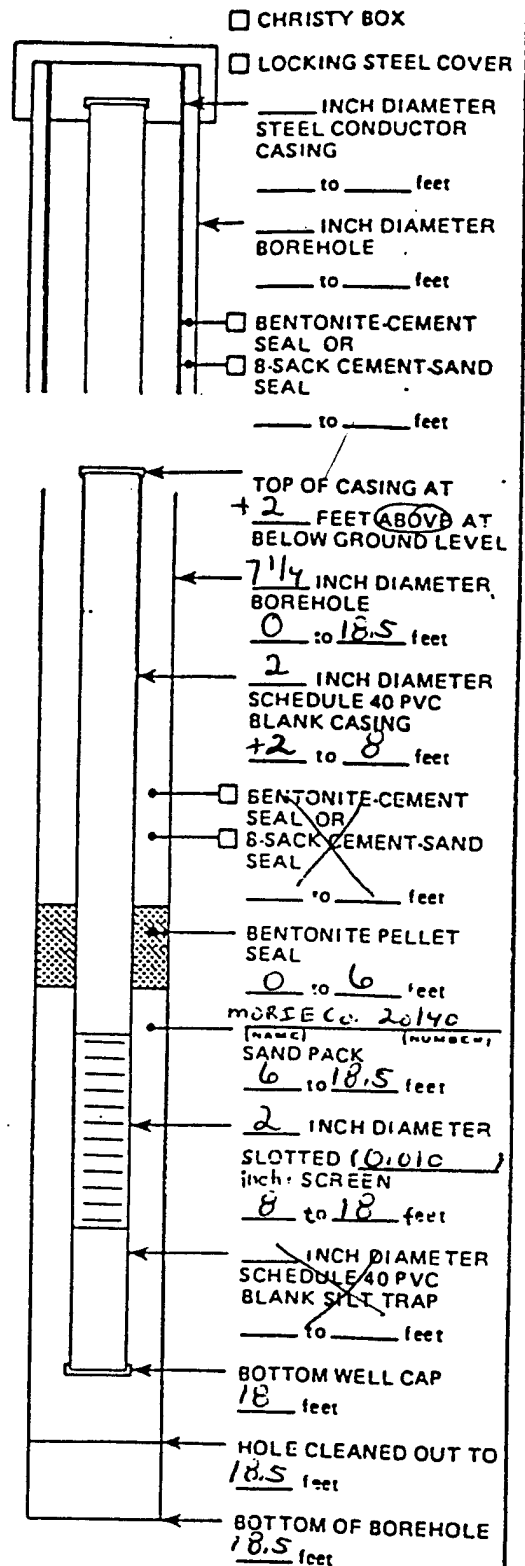 ☐ CHRISTY BOX
☐ LOCKING STEEL COVER
____ INCH DIAMETER
STEEL CONDUCTOR
CASING
____ to ____ feet
____ INCH DIAMETER
BOREHOLE
____ to ____ feet
☐ BENTONITE-CEMENT
SEAL OR
☐ 8-SACK CEMENT-SAND
SEAL
____ to ____ feet
TOP OF CASING AT
+2 FEET ABOVE AT
BELOW GROUND LEVEL
7 1/4 INCH DIAMETER
BOREHOLE
0 to 18.5 feet
2 INCH DIAMETER
SCHEDULE 40 PVC
BLANK CASING
+2 to 8 feet
☐ BENTONITE-CEMENT
SEAL OR
☐ 8-SACK CEMENT-SAND
SEAL
____ to ____ feet
BENTONITE PELLET
SEAL
0 to 6 feet
MORIE Co. 20/40
(NAME) (NUMBER)
SAND PACK
6 to 18.5 feet
2 INCH DIAMETER
SLOTTED (0.010)
inch: SCREEN
8 to 18 feet
____ INCH DIAMETER
SCHEDULE 40 PVC
BLANK SILT TRAP
____ to ____ feet
BOTTOM WELL CAP
18 feet
HOLE CLEANED OUT TO
18.5 feet
BOTTOM OF BOREHOLE
18.5 feet